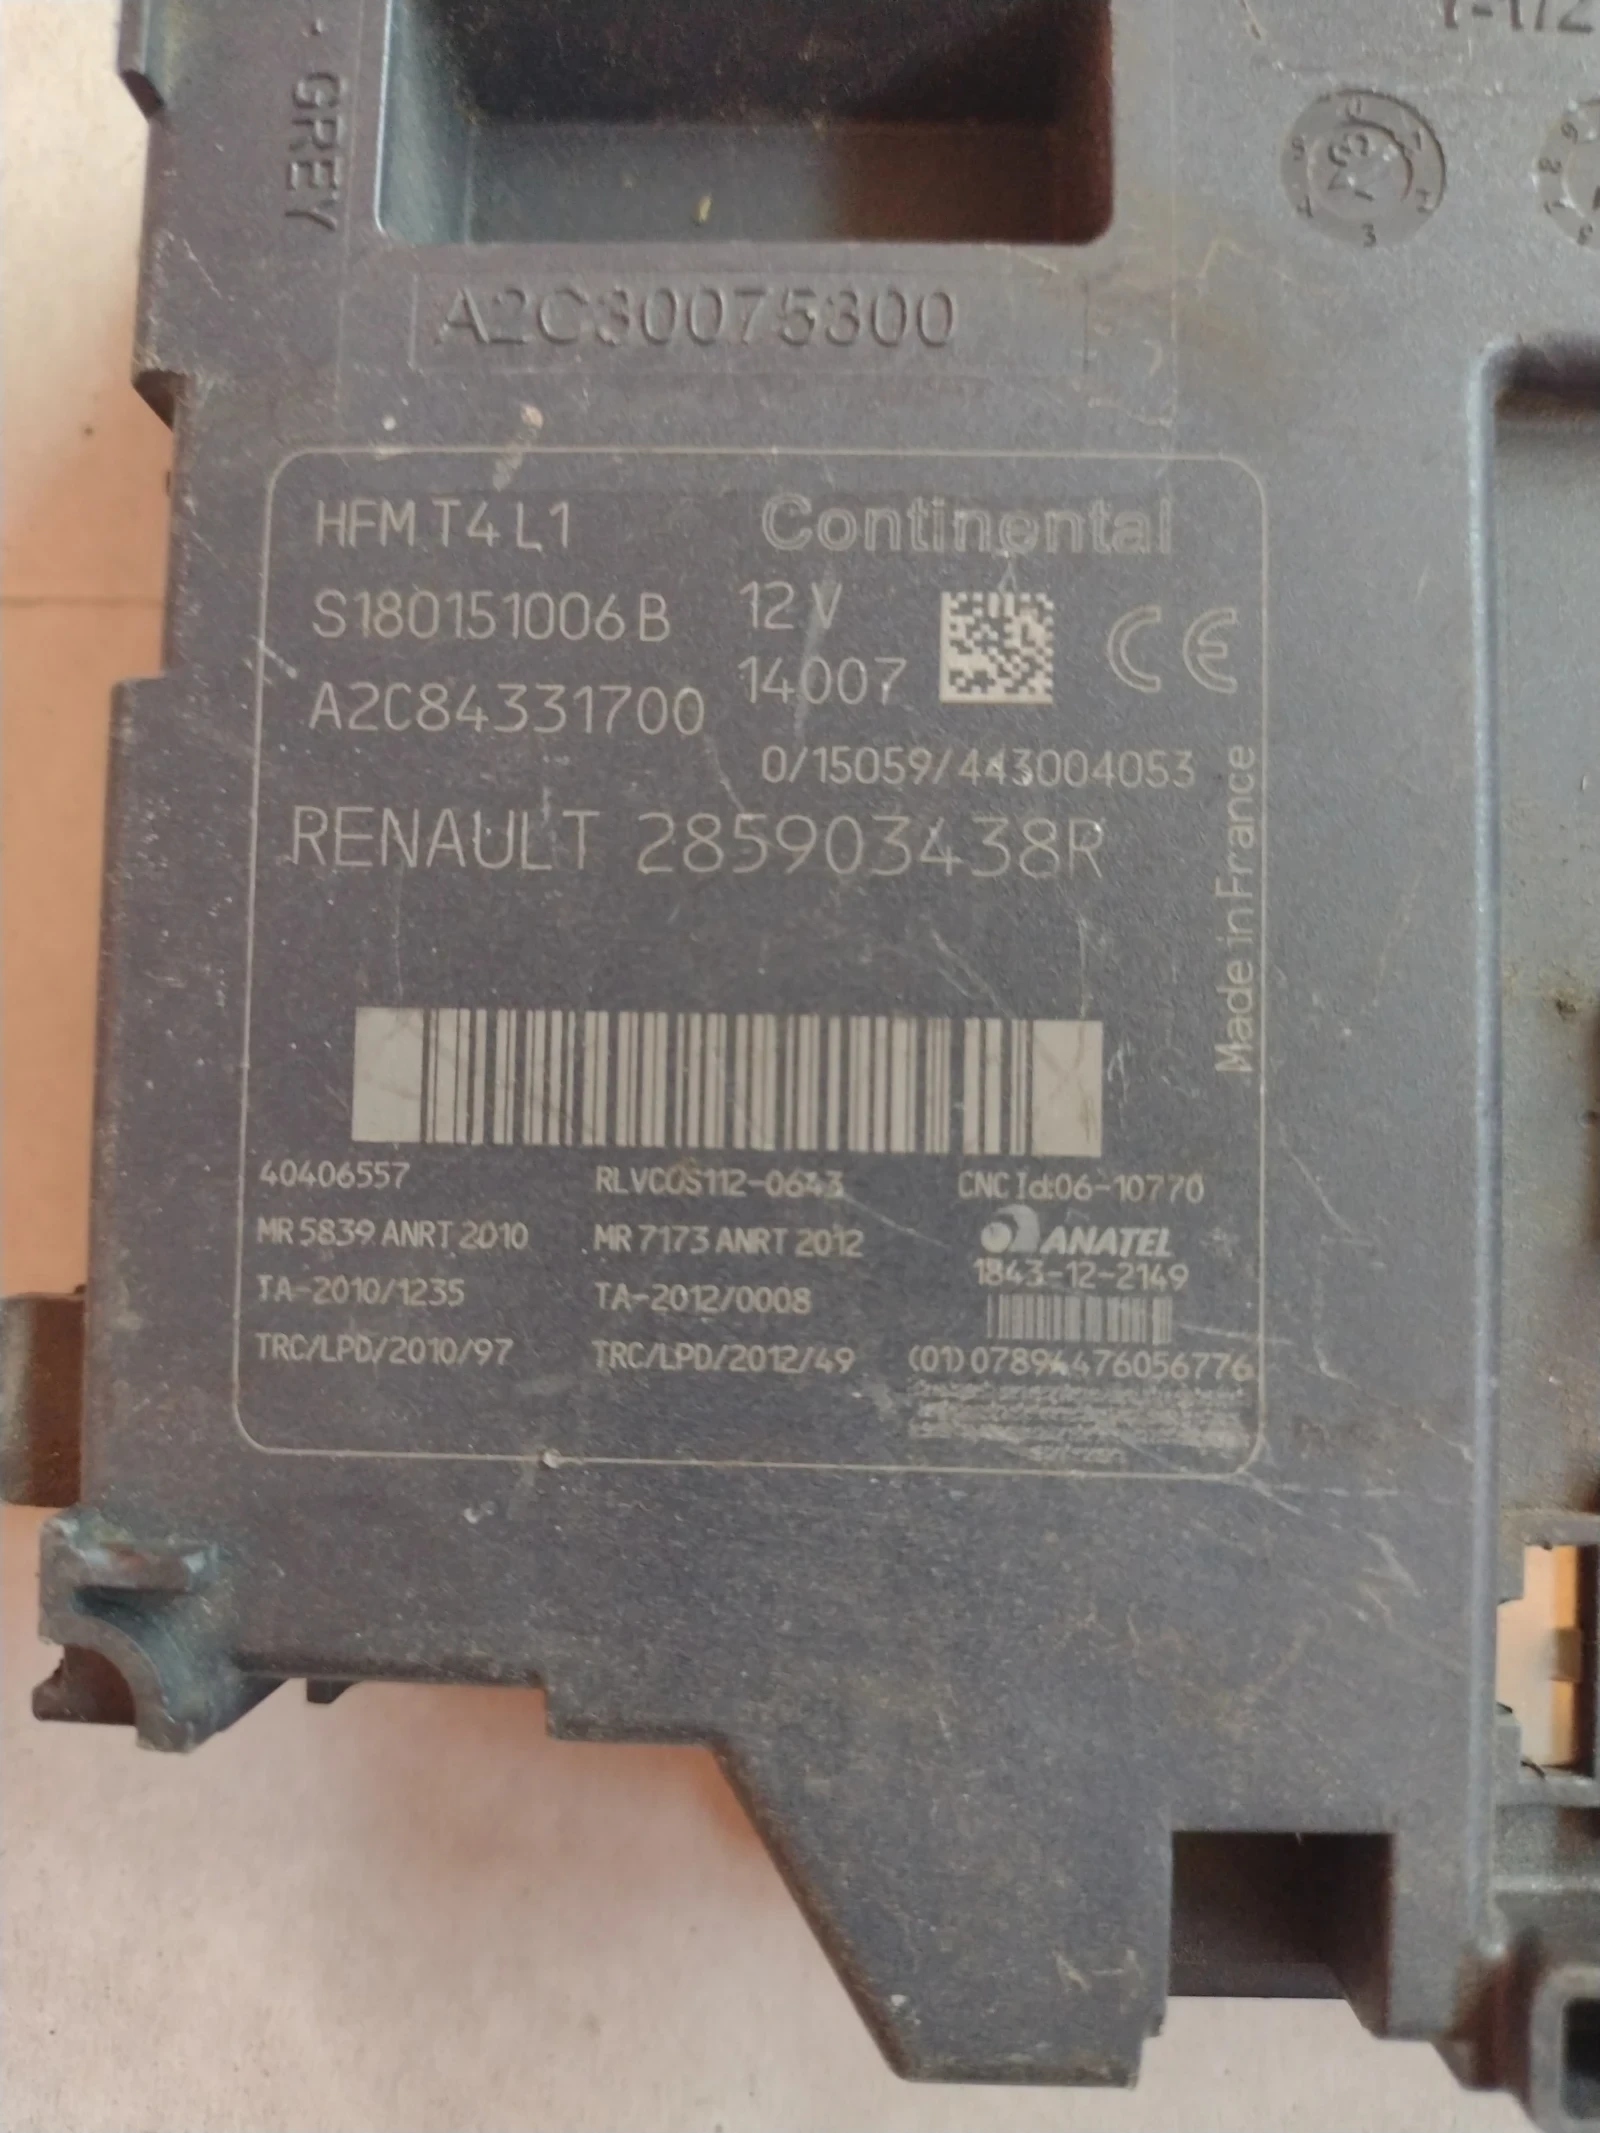 GREY
A2C30075300
HFM T4 L1
Continental
S180151006B
12 V
CE
A2C84331700
14007
0/15059/443004053
RENAULT 285903438R
Made in France
40406557
RLVCOS112-0643
CNC Id:06-10770
MR 5839 ANRT 2010
MR 7173 ANRT 2012
ANATEL
1843-12-2149
TA-2010/1235
TA-2012/0008
TRC/LPD/2010/97
TRC/LPD/2012/49
(01)07894476056776